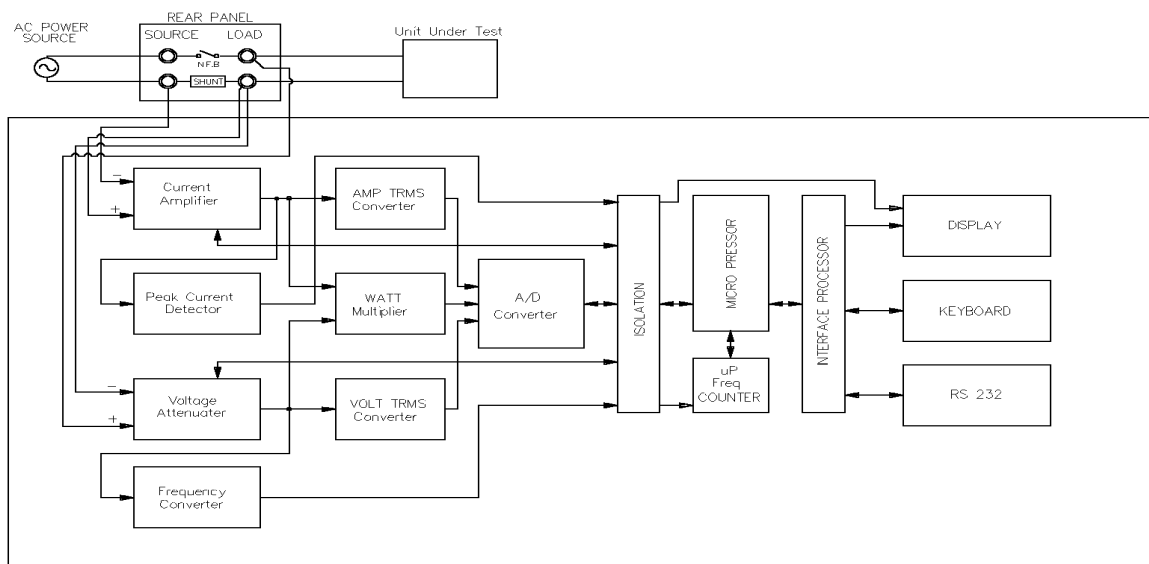 REAR PANEL
AC POWER
SOURCE
SOURCE
LOAD
N.F.B
SHUNT
Unit Under Test
−
+
Current
Amplifier
AMP TRMS
Converter
Peak Current
Detector
WATT
Multiplier
A/D
Converter
ISOLATION
MICRO PRESSOR
INTERFACE PROCESSOR
DISPLAY
KEYBOARD
−
+
Voltage
Attenuater
VOLT TRMS
Converter
uP
Freq
COUNTER
RS 232
Frequency
Converter